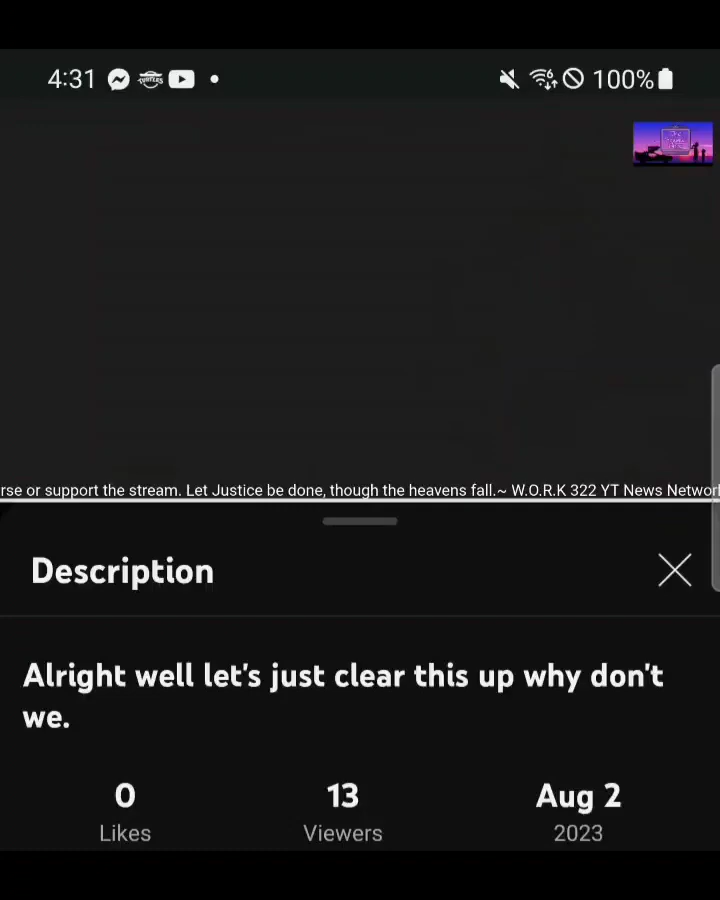 4:31 100%
rse or support the stream. Let Justice be done, though the heavens fall.~ W.O.R.K 322 YT News Networ
Description
Alright well let's just clear this up why don't
we.
0 13 Aug 2
Likes Viewers 2023